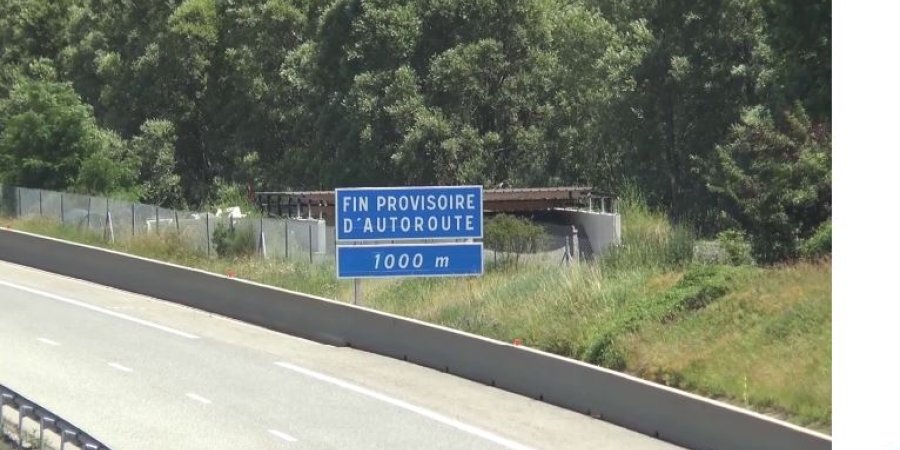 FIN PROVISOIRE
D'AUTOROUTE
1000 m